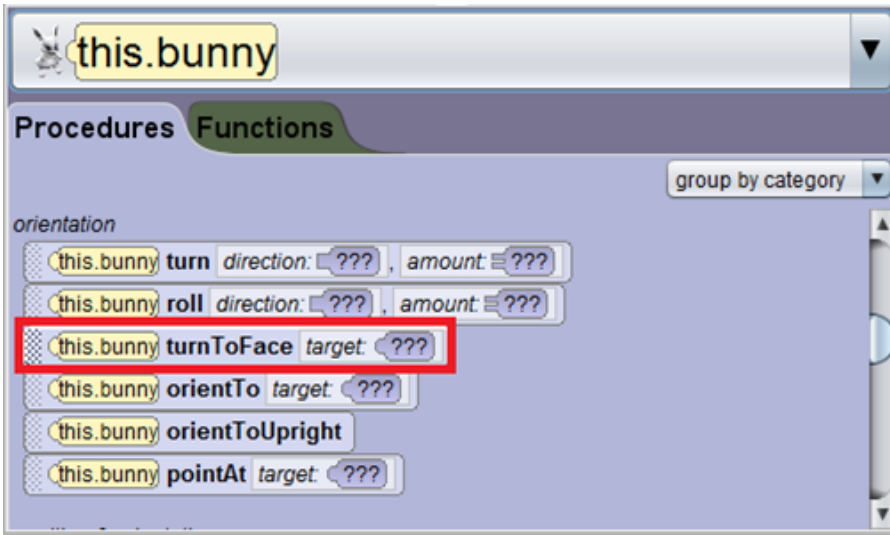 this.bunny
Procedures Functions
group by category
orientation
this.bunny turn direction: ??? , amount: ???
this.bunny roll direction: ??? , amount: ???
this.bunny turnToFace target: ???
this.bunny orientTo target: ???
this.bunny orientToUpright
this.bunny pointAt target: ???